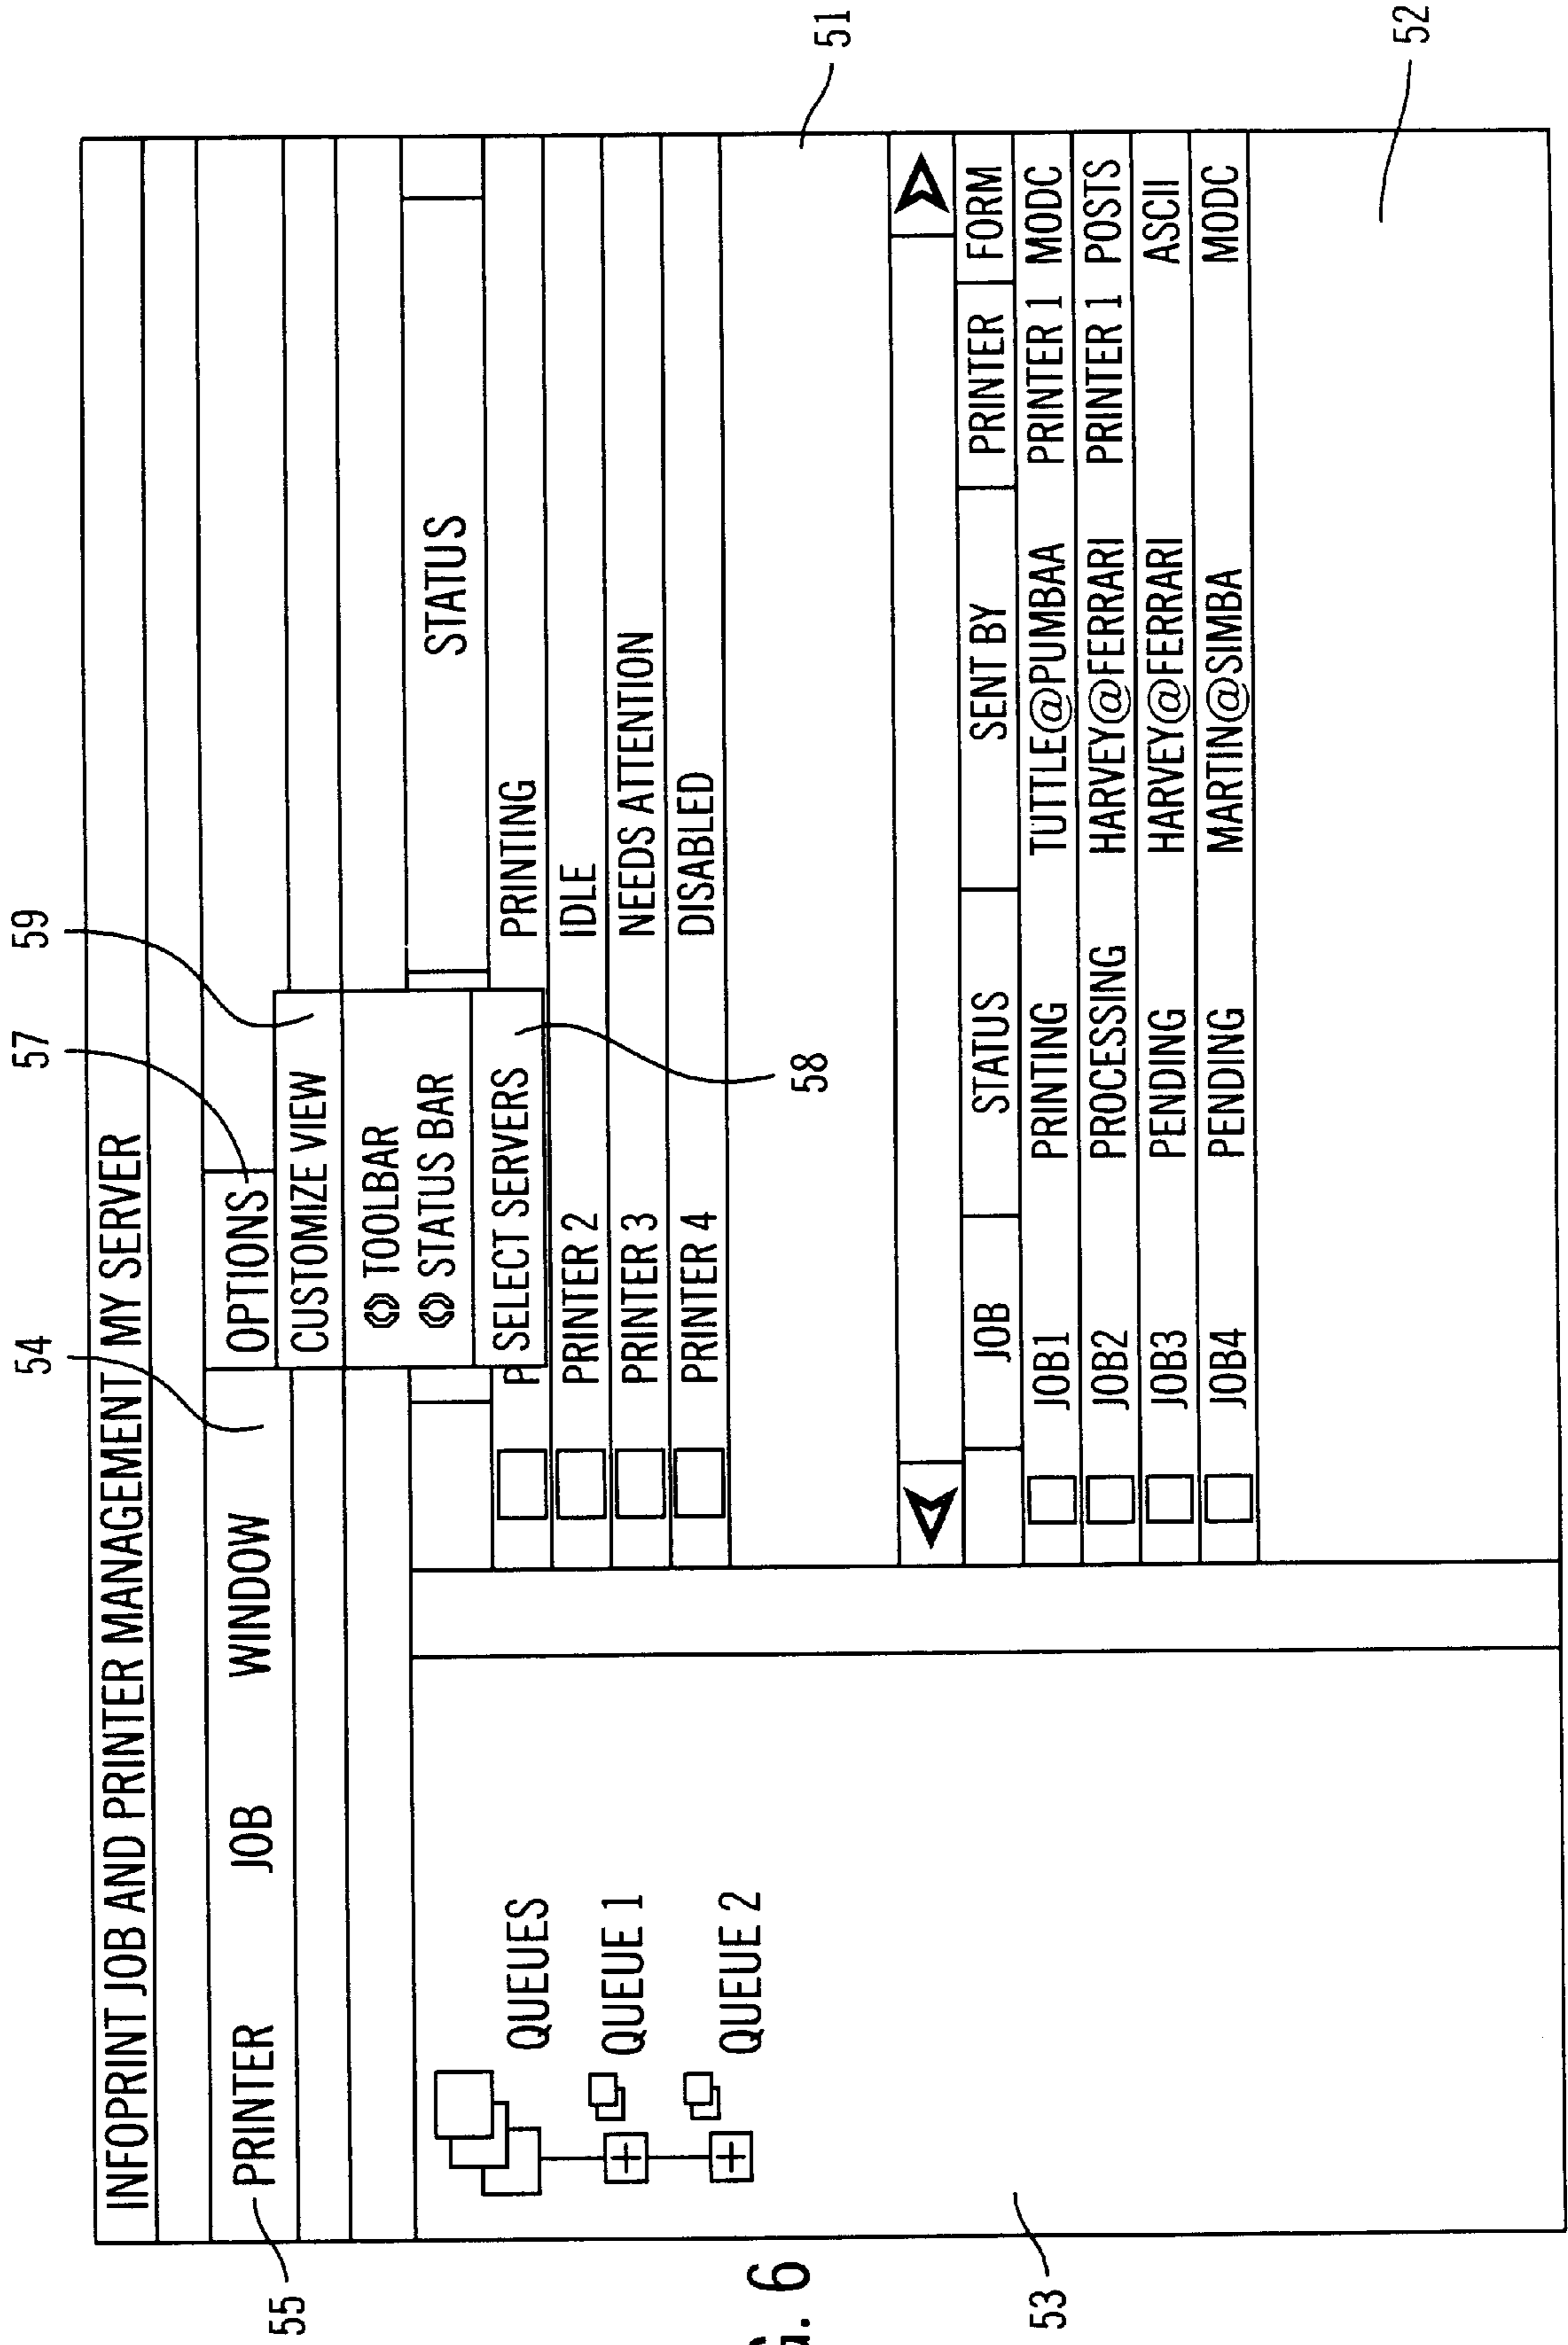 59
57
54
INFOPRINT JOB AND PRINTER MANAGEMENT MY SERVER
55
PRINTER JOB WINDOW OPTIONS
CUSTOMIZE VIEW
TOOLBAR
STATUS BAR
SELECT SERVERS
58
STATUS
P PRINTING
PRINTER 2 IDLE
PRINTER 3 NEEDS ATTENTION
PRINTER 4 DISABLED
51
QUEUES
QUEUE 1
QUEUE 2
JOB STATUS SENT BY PRINTER FORM
JOB1 PRINTING TUTTLE@PUMBAA PRINTER 1 MODC
JOB2 PROCESSING HARVEY@FERRARI PRINTER 1 POSTS
JOB3 PENDING HARVEY@FERRARI ASCII
JOB4 PENDING MARTIN@SIMBA MODC
53
52
G. 6